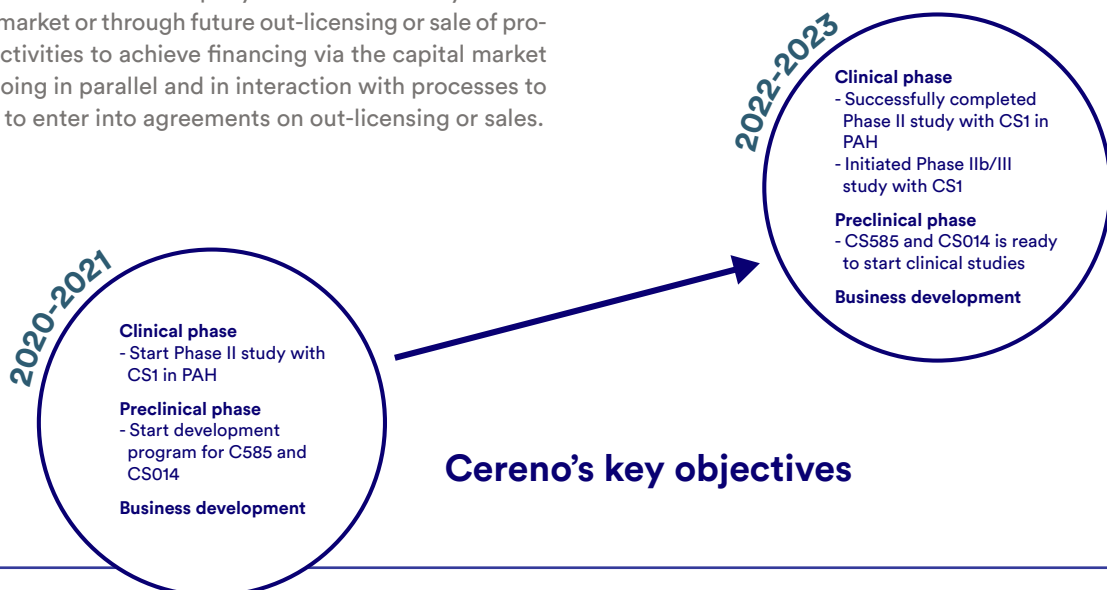 market or through future out-licensing or sale of pro-
ctivities to achieve financing via the capital market
oing in parallel and in interaction with processes to
to enter into agreements on out-licensing or sales.
2022-2023
Clinical phase
- Successfully completed
Phase II study with CS1 in
PAH
- Initiated Phase IIb/III
study with CS1
Preclinical phase
- CS585 and CS014 is ready
to start clinical studies
Business development
2020-2021
Clinical phase
- Start Phase II study with
CS1 in PAH
Preclinical phase
- Start development
program for C585 and
CS014
Business development
Cereno's key objectives